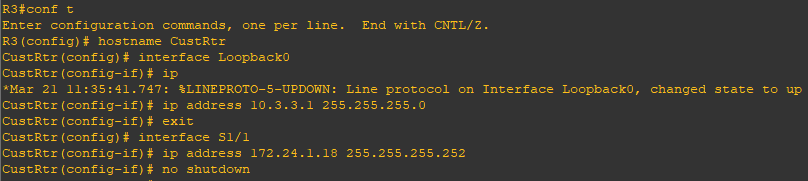 R3#conf t
Enter configuration commands, one per line.  End with CNTL/Z.
R3(config)# hostname CustRtr
CustRtr(config)# interface Loopback0
CustRtr(config-if)# ip
*Mar 21 11:35:41.747: %LINEPROTO-5-UPDOWN: Line protocol on Interface Loopback0, changed state to up
CustRtr(config-if)# ip address 10.3.3.1 255.255.255.0
CustRtr(config-if)# exit
CustRtr(config)# interface S1/1
CustRtr(config-if)# ip address 172.24.1.18 255.255.255.252
CustRtr(config-if)# no shutdown